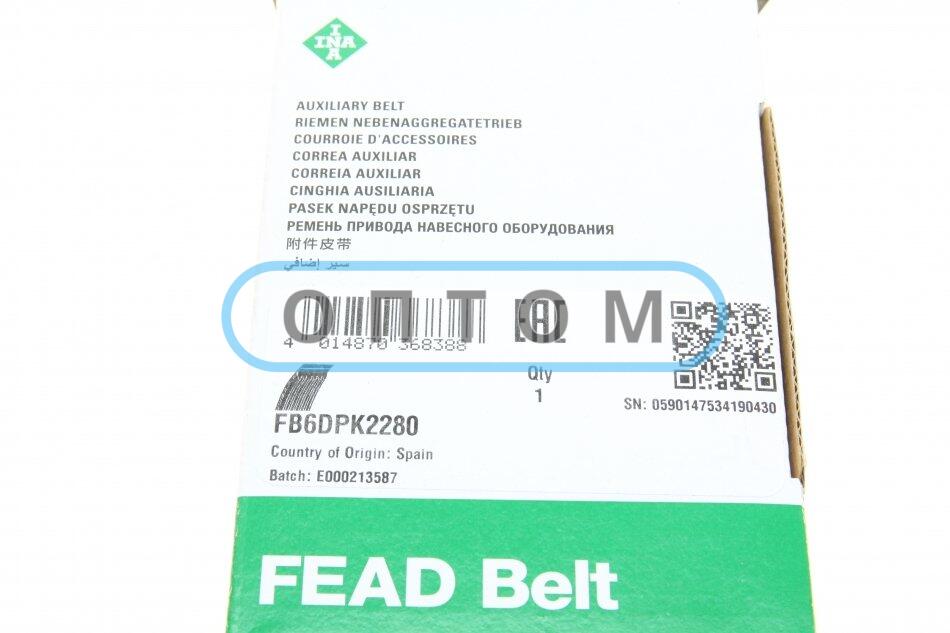 INA
AUXILIARY BELT
RIEMEN NEBENAGGREGATETRIEB
COURROIE D'ACCESSOIRES
CORREA AUXILIAR
CORREIA AUXILIAR
CINGHIA AUSILIARIA
PASEK NAPĘDU OSPRZĘTU
РЕМЕНЬ ПРИВОДА НАВЕСНОГО ОБОРУДОВАНИЯ
附件皮带
سير إضافي
ОПТОМ
EAC
4 014870 368388
Qty
1
SN: 0590147534190430
FB6DPK2280
Country of Origin: Spain
Batch: E000213587
FEAD Belt